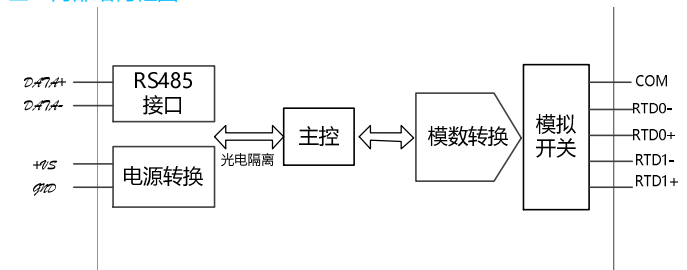 DATA+
DATA-
RS485
接口
+VS
GND
电源转换
光电隔离
主控
模数转换
模拟
开关
COM
RTD0-
RTD0+
RTD1-
RTD1+